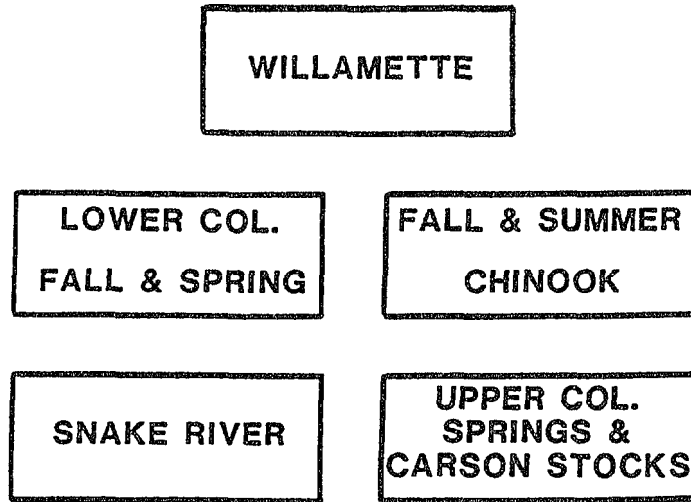 WILLAMETTE
LOWER COL.
FALL & SPRING
FALL & SUMMER
CHINOOK
SNAKE RIVER
UPPER COL.
SPRINGS &
CARSON STOCKS